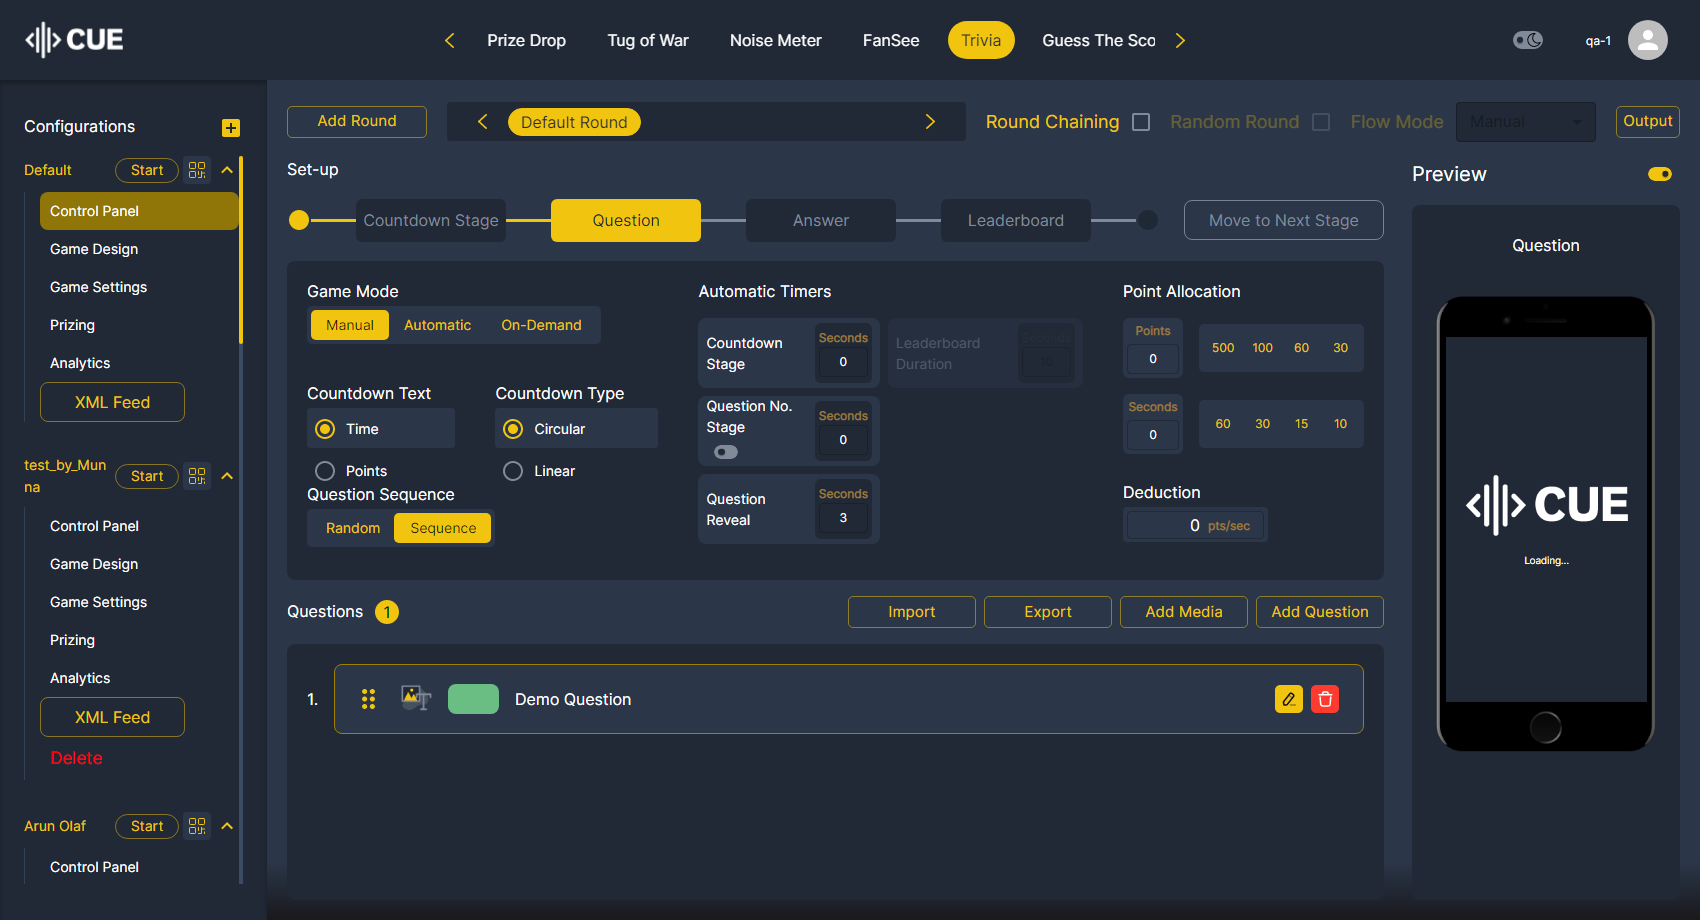 CUE
Prize Drop
Tug of War
Noise Meter
FanSee
Trivia
Guess The Sco
qa-1
Configurations
Default
Start
Control Panel
Game Design
Game Settings
Prizing
Analytics
XML Feed
test_by_Mun
na
Start
Control Panel
Game Design
Game Settings
Prizing
Analytics
XML Feed
Delete
Arun Olaf
Start
Control Panel
Add Round
Default Round
Round Chaining
Random Round
Flow Mode
Manual
Output
Set-up
Countdown Stage
Question
Answer
Leaderboard
Move to Next Stage
Game Mode
Manual
Automatic
On-Demand
Countdown Text
Time
Points
Countdown Type
Circular
Linear
Question Sequence
Random
Sequence
Automatic Timers
Countdown
Stage
Seconds
0
Leaderboard
Duration
Seconds
10
Question No.
Stage
Seconds
0
Question
Reveal
Seconds
3
Point Allocation
Points
0
500 100 60 30
Seconds
0
60 30 15 10
Deduction
0 pts/sec
Questions 1
Import
Export
Add Media
Add Question
1.
T
Demo Question
Preview
Question
CUE
Loading...